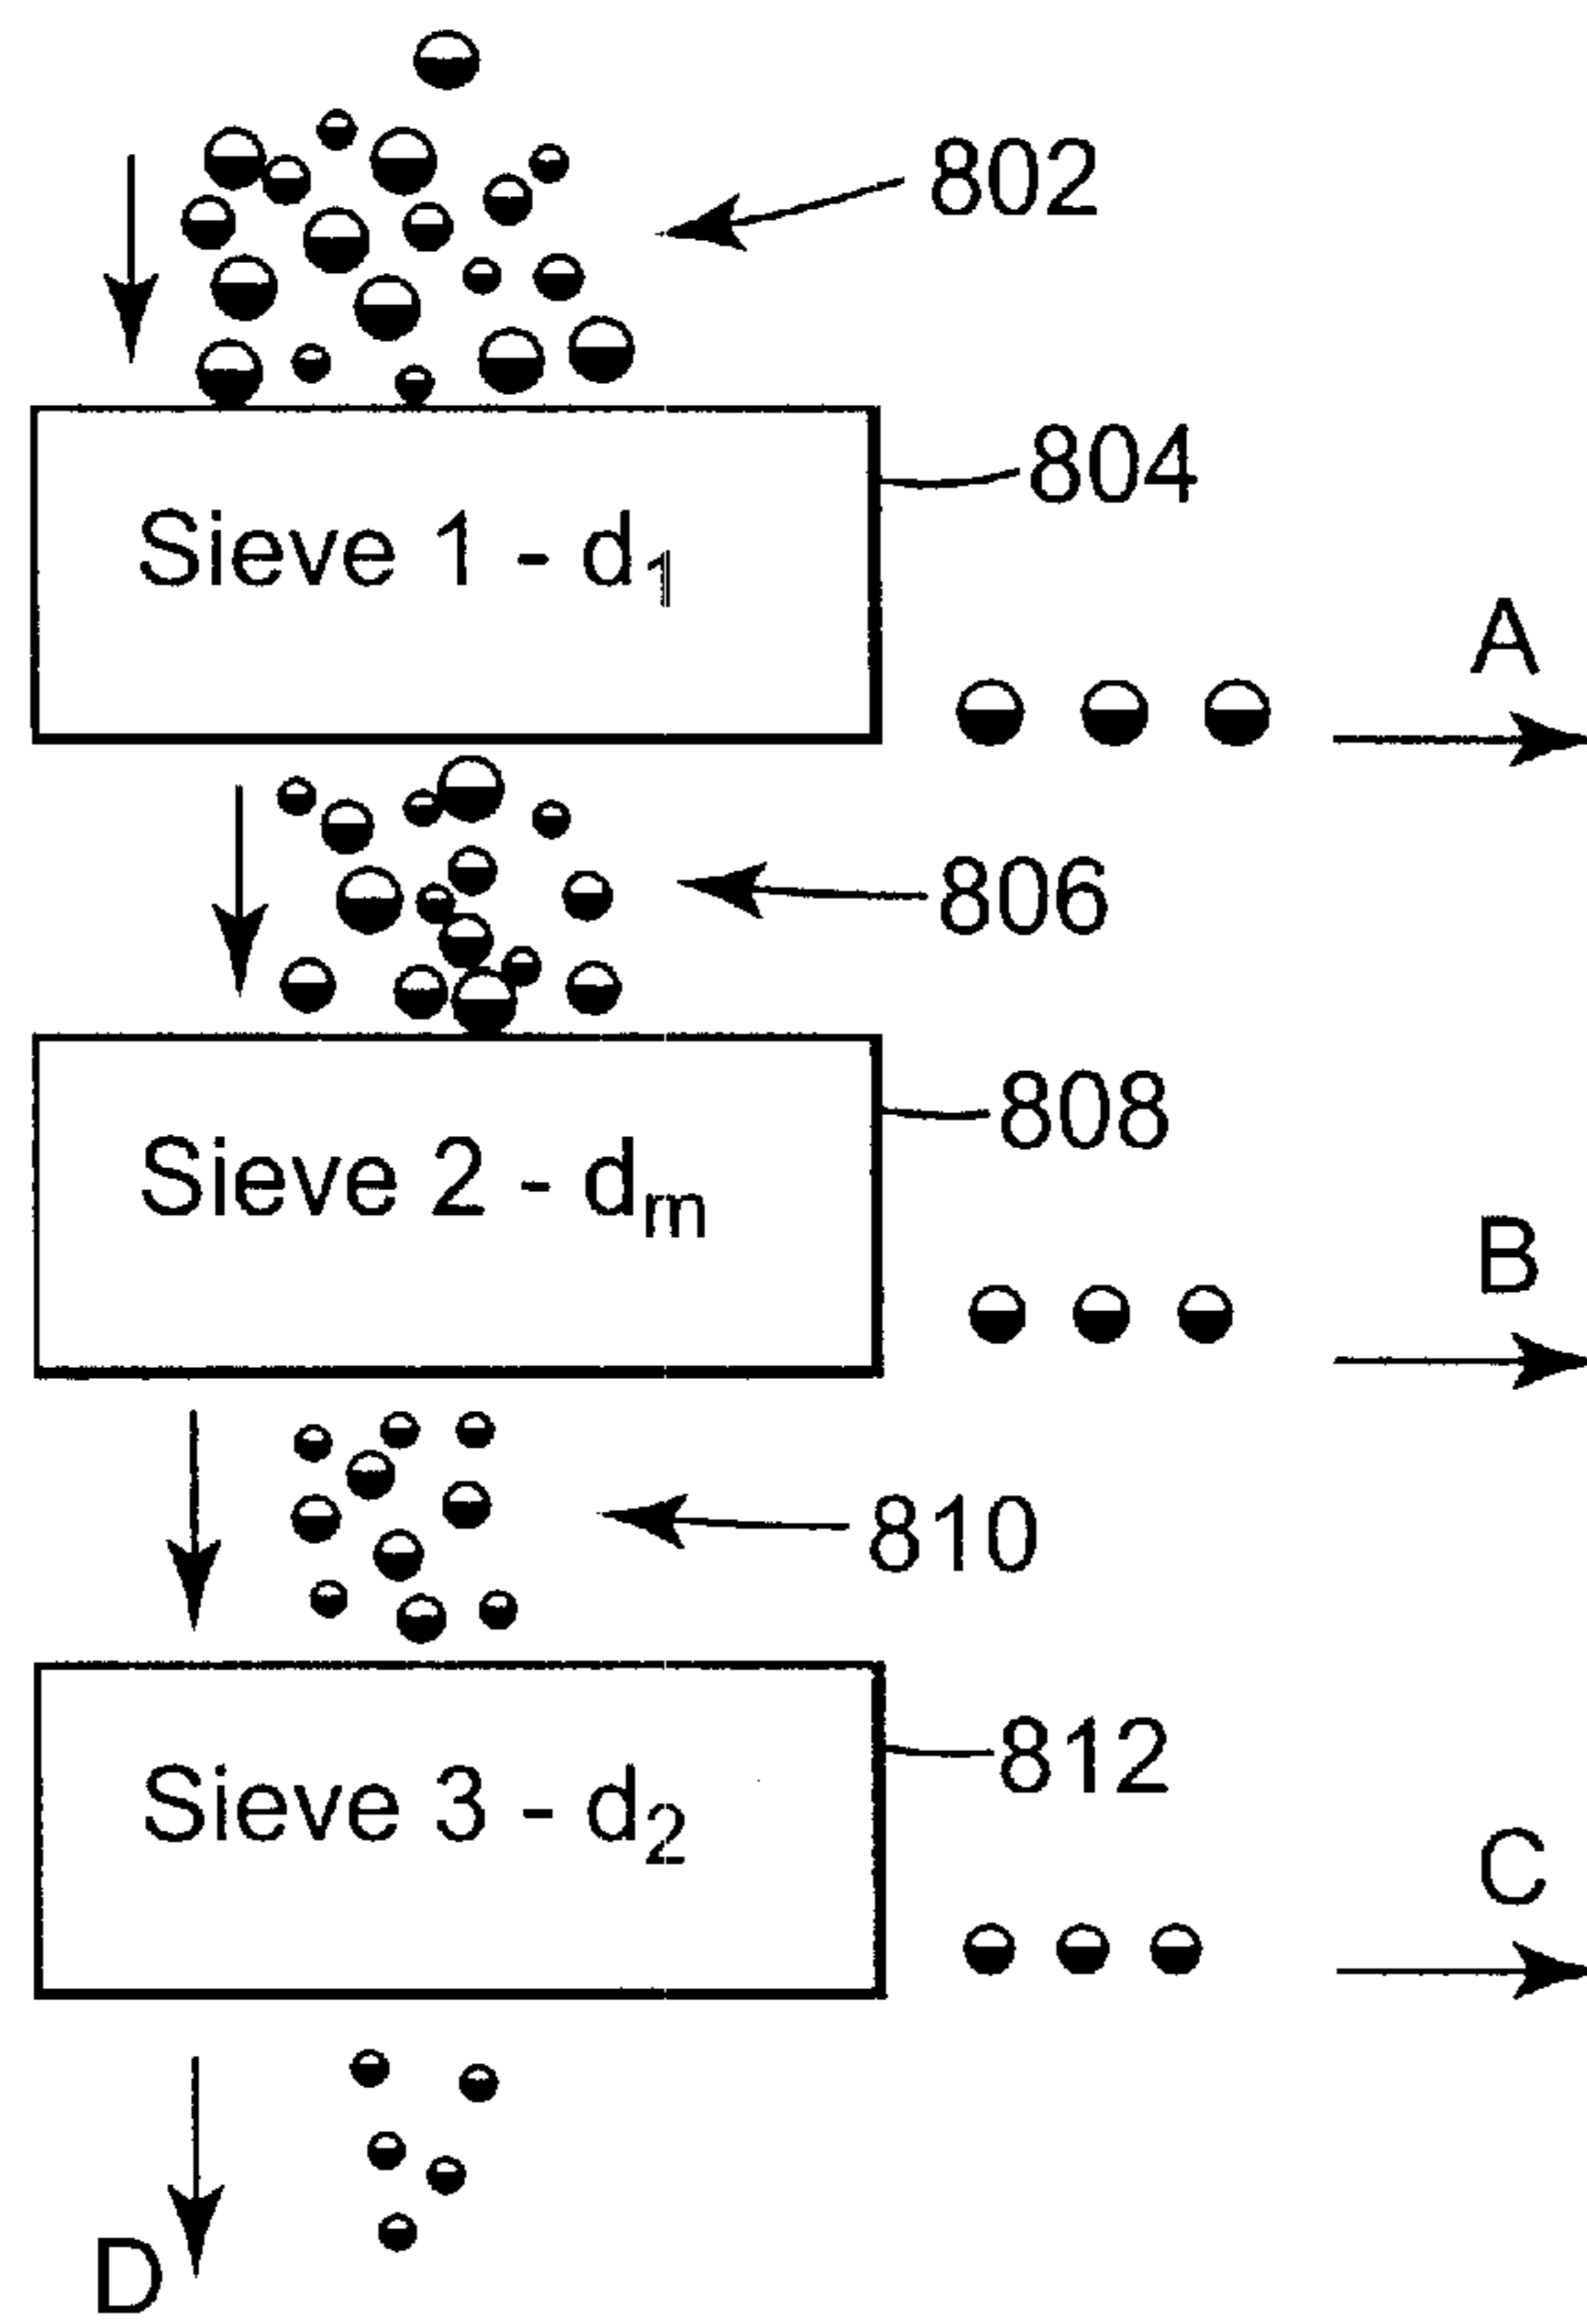 802
804
Sieve 1 - d₁
A
806
808
Sieve 2 - dₘ
B
810
812
Sieve 3 - d₂
C
D